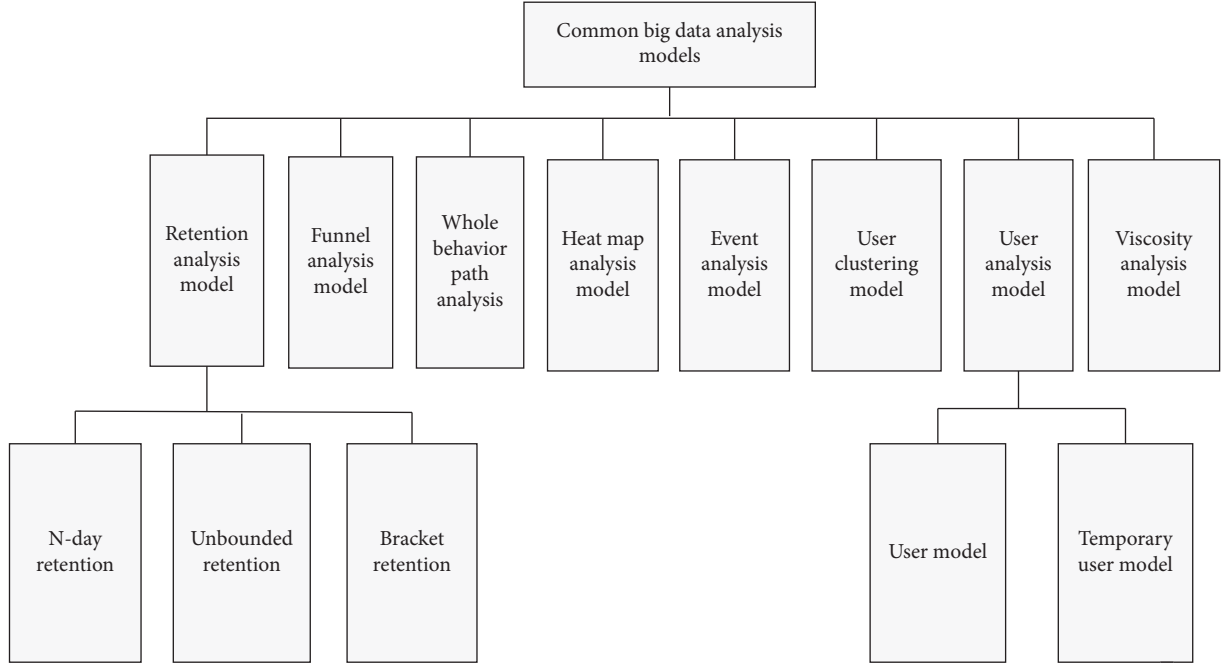 Common big data analysis
models
Retention
analysis
model
Funnel
analysis
model
Whole
behavior
path
analysis
Heat map
analysis
model
Event
analysis
model
User
clustering
model
User
analysis
model
Viscosity
analysis
model
N-day
retention
Unbounded
retention
Bracket
retention
User model
Temporary
user model